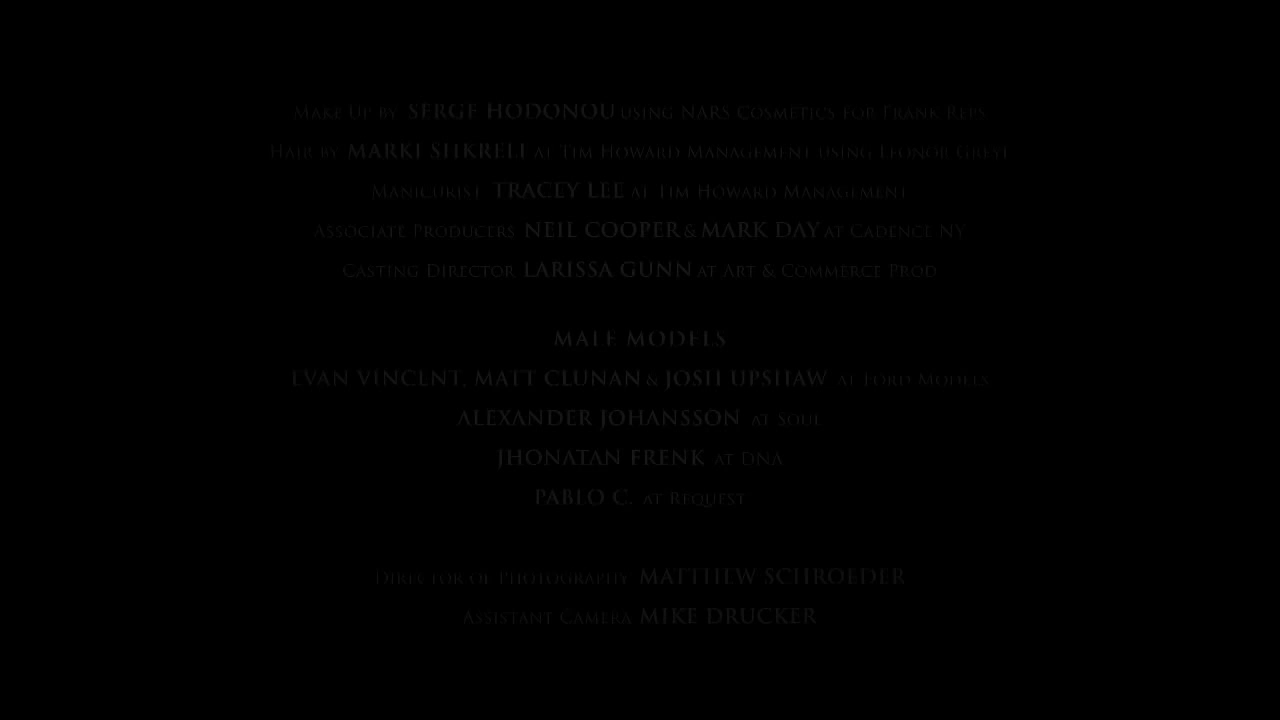 Make Up by SERGE HODONOU using NARS Cosmetics for Frank Reps
Hair by MARKI SHKRELI at Tim Howard Management using Leonor Greyl
Manicurist TRACEY LEE at Tim Howard Management
Associate Producers NEIL COOPER & MARK DAY at Cadence NY
Casting Director LARISSA GUNN at Art & Commerce Prod
MALE MODELS
EVAN VINCENT, MATT CLUNAN & JOSH UPSHAW at Ford Models
ALEXANDER JOHANSSON at Soul
JHONATAN FRENK at DNA
PABLO C. at Request
Director of Photography MATTHEW SCHROEDER
Assistant Camera MIKE DRUCKER